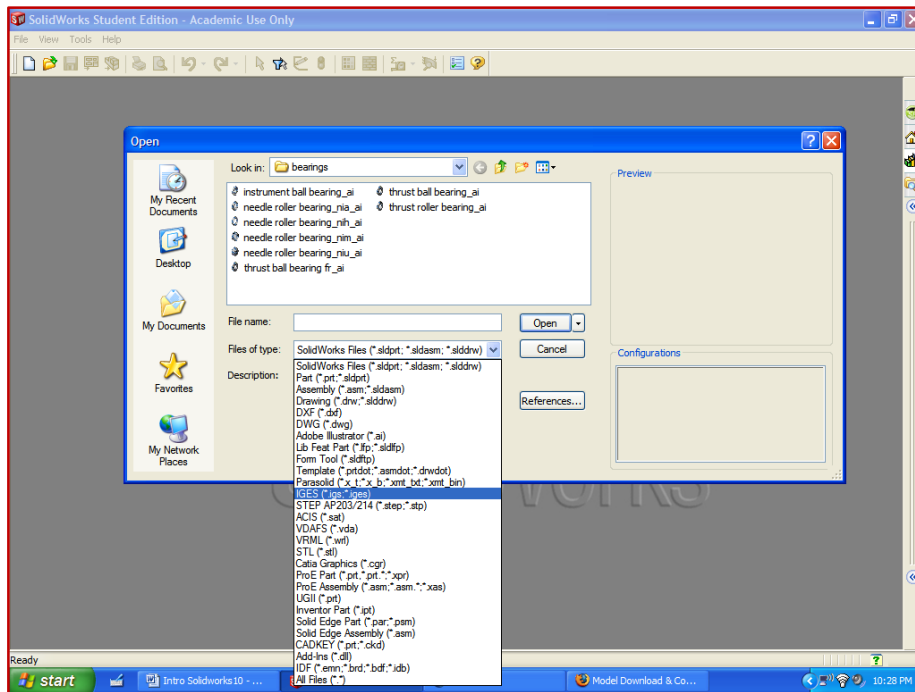 SolidWorks Student Edition - Academic Use Only
File View Tools Help
Open
Look in: bearings
Preview
My Recent Documents
Desktop
My Documents
Favorites
My Network Places
instrument ball bearing_ai
needle roller bearing_nia_ai
needle roller bearing_nih_ai
needle roller bearing_nim_ai
needle roller bearing_niu_ai
thrust ball bearing fr_ai
thrust ball bearing_ai
thrust roller bearing_ai
File name:
Open
Files of type: SolidWorks Files (*.sldprt; *.sldasm; *.slddrw)
Cancel
Configurations
Description:
References...
SolidWorks Files (*.sldprt; *.sldasm; *.slddrw)
Part (*.prt;*.sldprt)
Assembly (*.asm;*.sldasm)
Drawing (*.drw;*.slddrw)
DXF (*.dxf)
DWG (*.dwg)
Adobe Illustrator (*.ai)
Lib Feat Part (*.lfp;*.sldlfp)
Form Tool (*.sldftp)
Template (*.prtdot;*.asmdot;*.drwdot)
Parasolid (*.x_t;*.x_b;*.xmt_txt;*.xmt_bin)
IGES (*.igs;*.iges)
STEP AP203/214 (*.step;*.stp)
ACIS (*.sat)
VDAFS (*.vda)
VRML (*.wrl)
STL (*.stl)
Catia Graphics (*.cgr)
ProE Part (*.prt,*.prt.*;*.xpr)
ProE Assembly (*.asm;*.asm.*;*.xas)
UGII (*.prt)
Inventor Part (*.ipt)
Solid Edge Part (*.par;*.psm)
Solid Edge Assembly (*.asm)
CADKEY (*.prt;*.ckd)
Add-Ins (*.dll)
IDF (*.emn;*.brd;*.bdf;*.idb)
All Files (*.*)
Ready
start
Intro Solidworks10 - ...
Model Download & Co...
10:28 PM